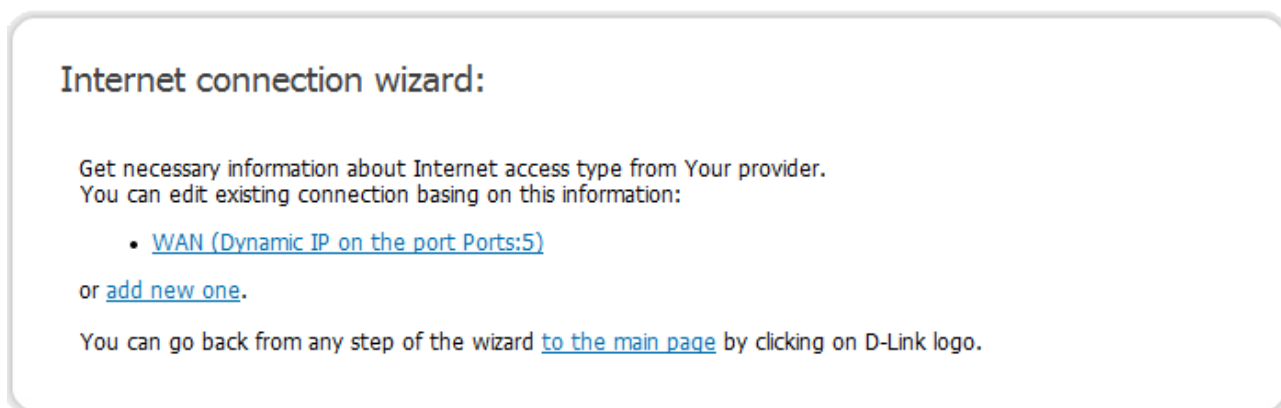 Internet connection wizard:
Get necessary information about Internet access type from Your provider.
You can edit existing connection basing on this information:
• WAN (Dynamic IP on the port Ports:5)
or add new one.
You can go back from any step of the wizard to the main page by clicking on D-Link logo.